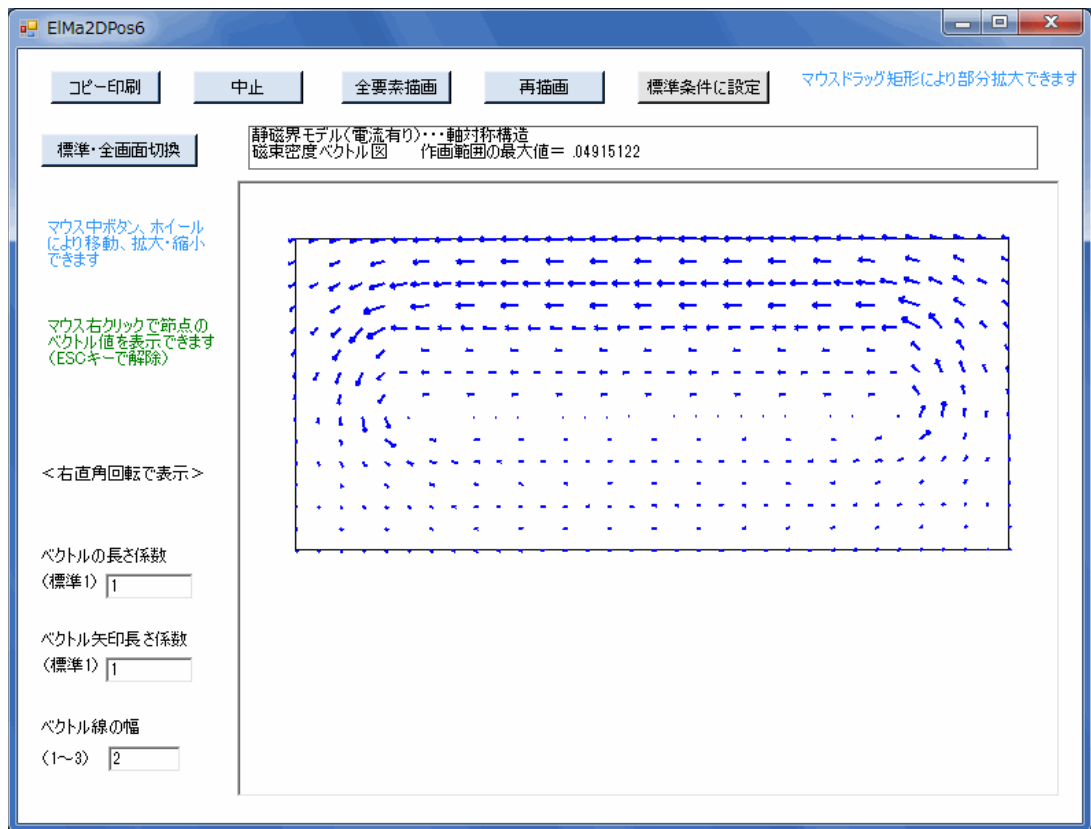 ElMa2DPos6
コピー印刷
中止
全要素描画
再描画
標準条件に設定
マウスドラッグ矩形により部分拡大できます
標準・全画面切換
静磁界モデル(電流有り)・・・軸対称構造
磁束密度ベクトル図　　作画範囲の最大値＝ .04915122
マウス中ボタン、ホイール
により移動、拡大・縮小
できます
マウス右クリックで節点の
ベクトル値を表示できます
(ESCキーで解除)
＜右直角回転で表示＞
ベクトルの長さ係数
(標準1) 1
ベクトル矢印長さ係数
(標準1) 1
ベクトル線の幅
(1～3) 2